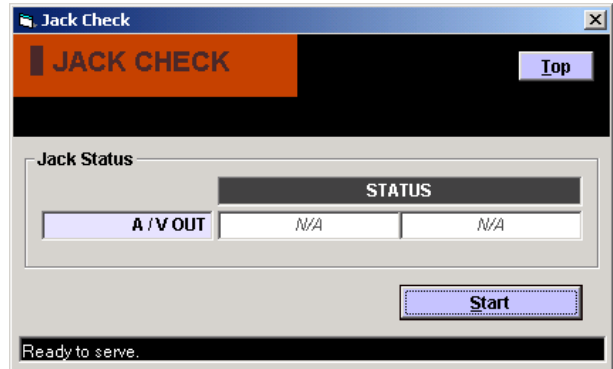 Jack Check
JACK CHECK
Top
Jack Status
STATUS
A / V OUT N/A N/A
Start
Ready to serve.